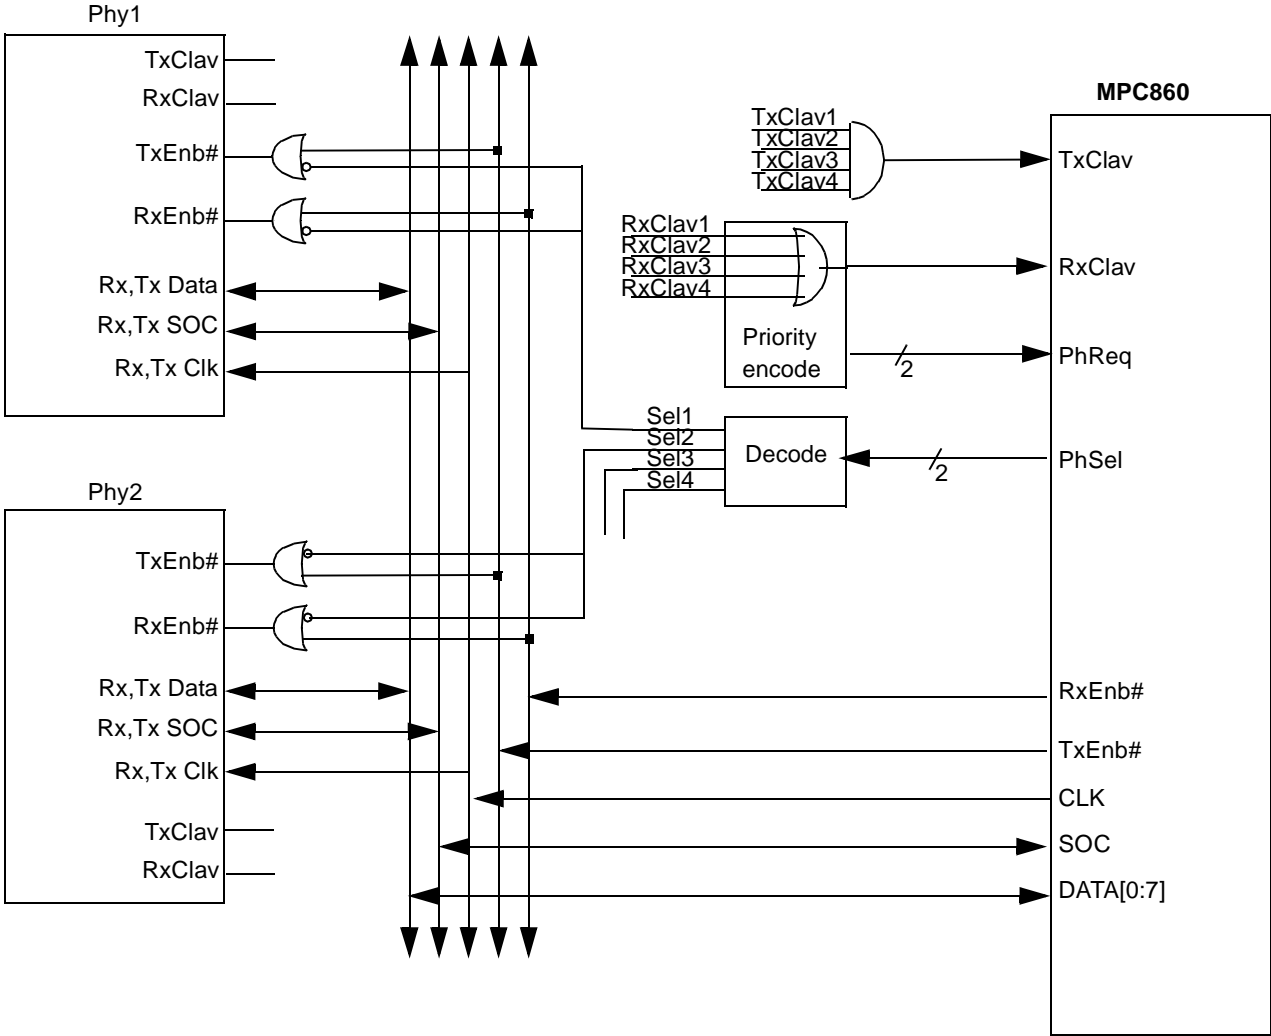 Phy1
TxClav
RxClav
TxEnb#
RxEnb#
Rx,Tx Data
Rx,Tx SOC
Rx,Tx Clk
Phy2
TxEnb#
RxEnb#
Rx,Tx Data
Rx,Tx SOC
Rx,Tx Clk
TxClav
RxClav
TxClav1
TxClav2
TxClav3
TxClav4
RxClav1
RxClav2
RxClav3
RxClav4
Priority
encode
2
Sel1
Sel2
Sel3
Sel4
Decode
2
MPC860
TxClav
RxClav
PhReq
PhSel
RxEnb#
TxEnb#
CLK
SOC
DATA[0:7]